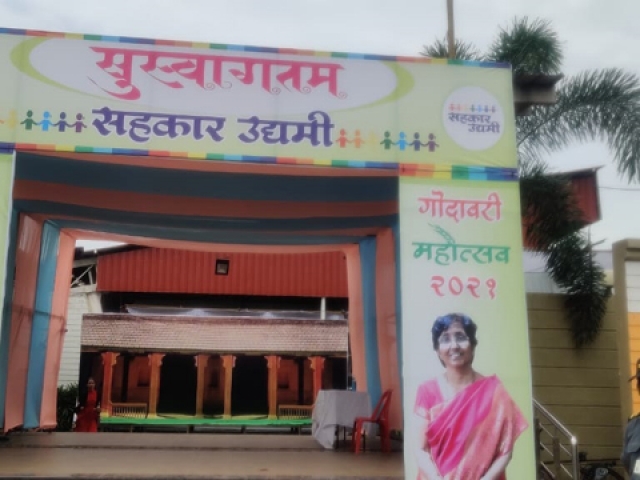 सुस्वागतम
सहकार उद्यमी
सहकार
उद्यमी
गोदावरी
महोत्सव
२०२१